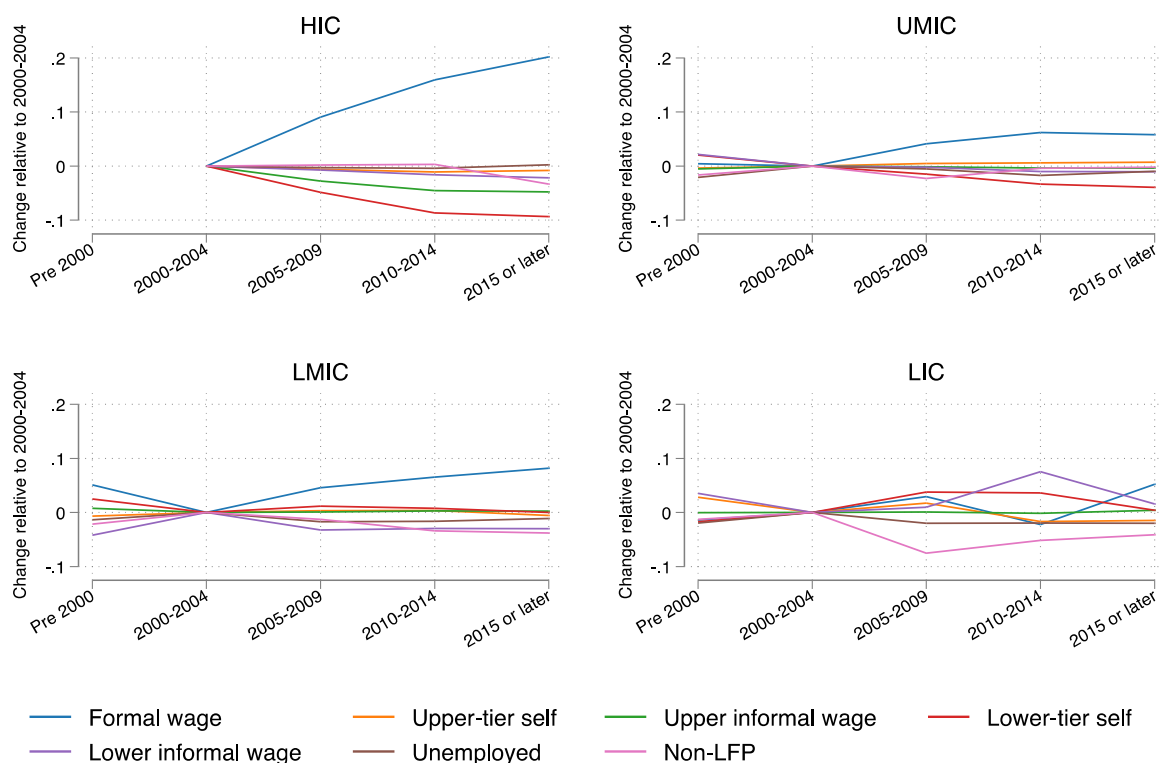 HIC
Change relative to 2000-2004
.2
.1
0
-.1
Pre 2000
2000-2004
2005-2009
2010-2014
2015 or later
UMIC
Change relative to 2000-2004
.2
.1
0
-.1
Pre 2000
2000-2004
2005-2009
2010-2014
2015 or later
LMIC
Change relative to 2000-2004
.2
.1
0
-.1
Pre 2000
2000-2004
2005-2009
2010-2014
2015 or later
LIC
Change relative to 2000-2004
.2
.1
0
-.1
Pre 2000
2000-2004
2005-2009
2010-2014
2015 or later
Formal wage
Upper-tier self
Upper informal wage
Lower-tier self
Lower informal wage
Unemployed
Non-LFP